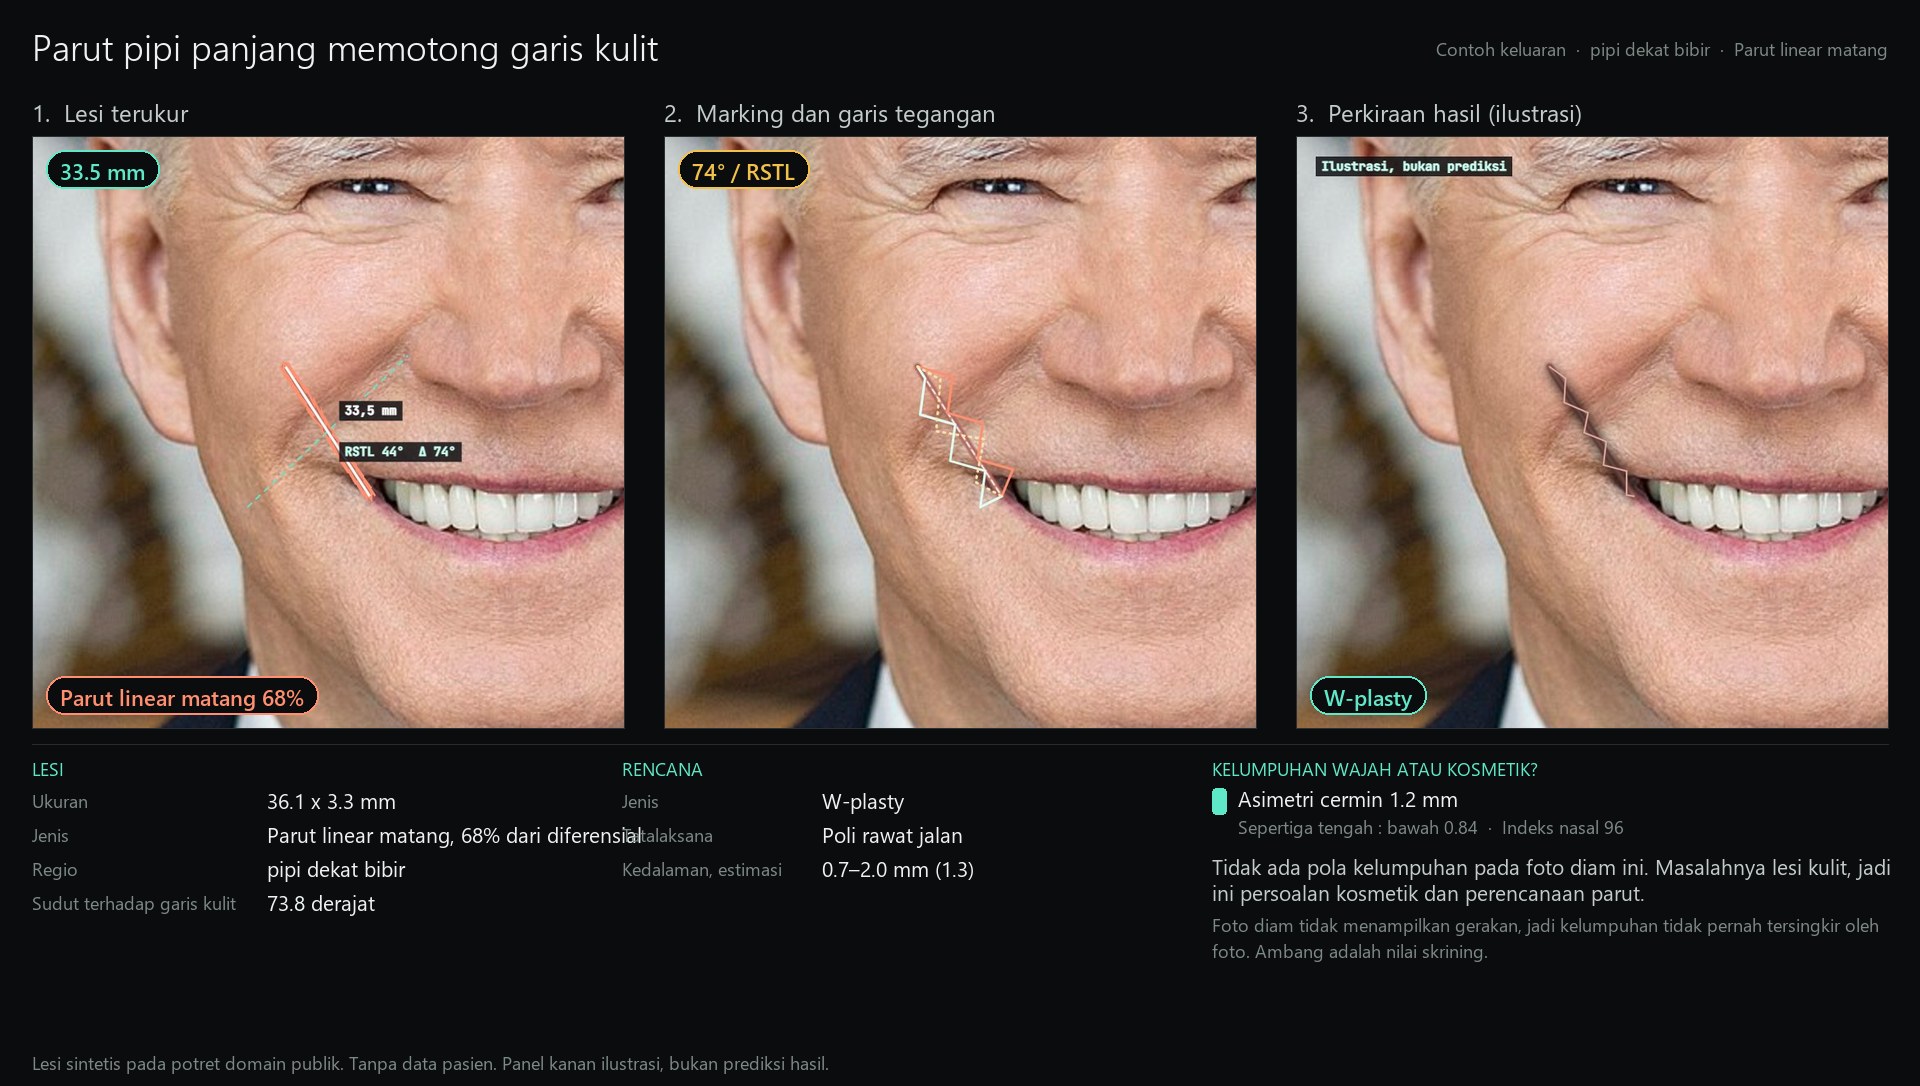 Parut pipi panjang memotong garis kulit
Contoh keluaran · pipi dekat bibir · Parut linear matang
1. Lesi terukur
2. Marking dan garis tegangan
3. Perkiraan hasil (ilustrasi)
33.5 mm
33,5 mm
RSTL 44° Δ 74°
Parut linear matang 68%
74° / RSTL
Ilustrasi, bukan prediksi
W-plasty
LESI
Ukuran 36.1 x 3.3 mm
Jenis Parut linear matang, 68% dari diferensial
Regio pipi dekat bibir
Sudut terhadap garis kulit 73.8 derajat
RENCANA
Jenis W-plasty
Tatalaksana Poli rawat jalan
Kedalaman, estimasi 0.7–2.0 mm (1.3)
KELUMPUHAN WAJAH ATAU KOSMETIK?
Asimetri cermin 1.2 mm
Sepertiga tengah : bawah 0.84 · Indeks nasal 96
Tidak ada pola kelumpuhan pada foto diam ini. Masalahnya lesi kulit, jadi
ini persoalan kosmetik dan perencanaan parut.
Foto diam tidak menampilkan gerakan, jadi kelumpuhan tidak pernah tersingkir oleh
foto. Ambang adalah nilai skrining.
Lesi sintetis pada potret domain publik. Tanpa data pasien. Panel kanan ilustrasi, bukan prediksi hasil.